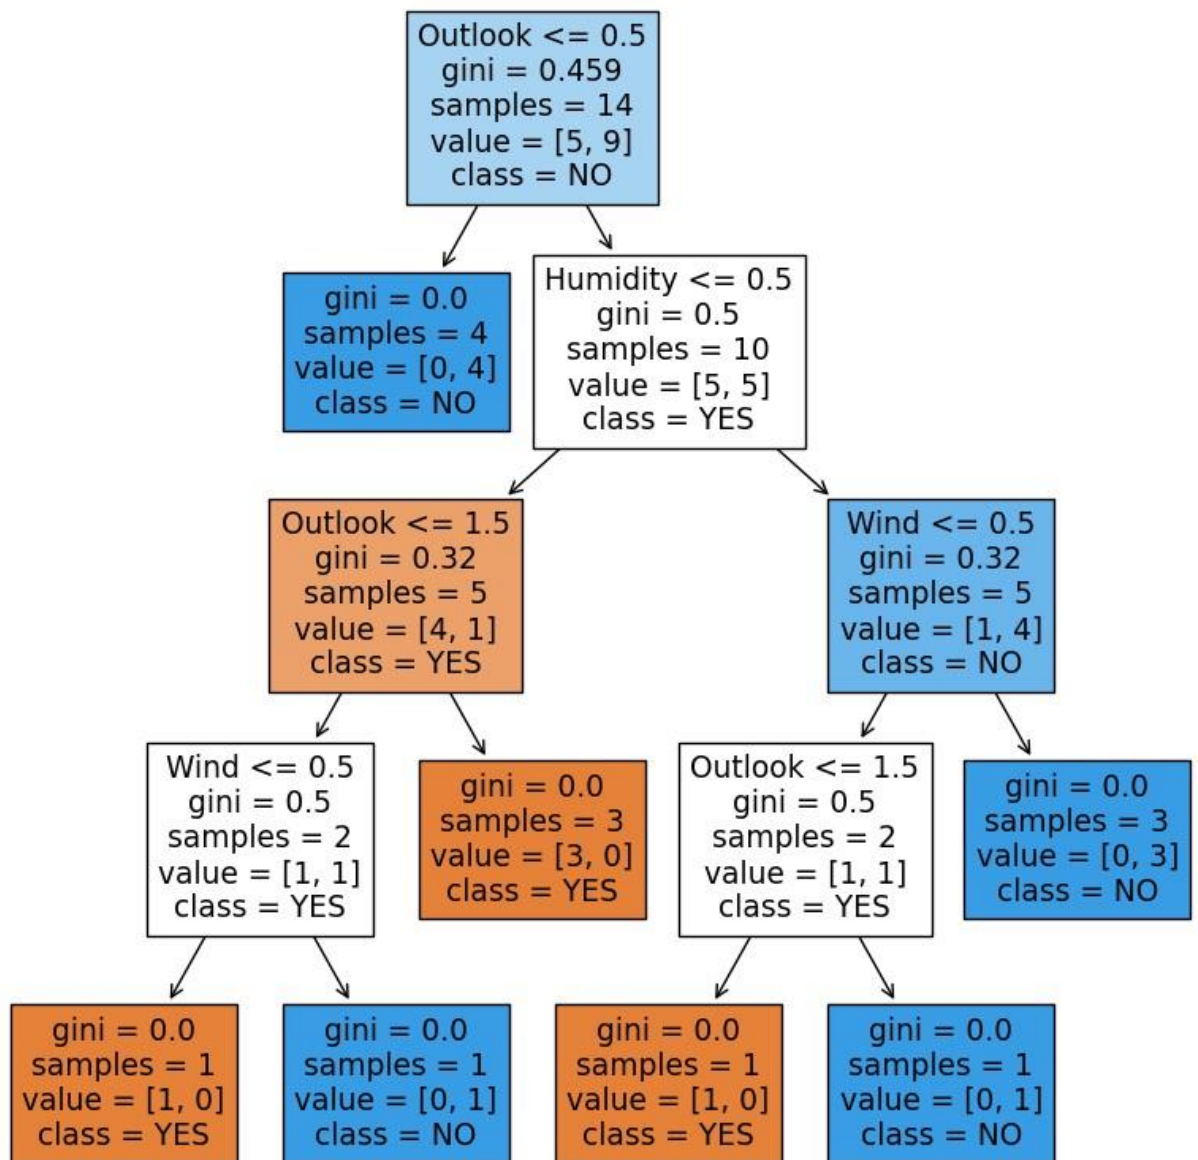 Outlook <= 0.5
gini = 0.459
samples = 14
value = [5, 9]
class = NO
gini = 0.0
samples = 4
value = [0, 4]
class = NO
Humidity <= 0.5
gini = 0.5
samples = 10
value = [5, 5]
class = YES
Outlook <= 1.5
gini = 0.32
samples = 5
value = [4, 1]
class = YES
Wind <= 0.5
gini = 0.32
samples = 5
value = [1, 4]
class = NO
Wind <= 0.5
gini = 0.5
samples = 2
value = [1, 1]
class = YES
gini = 0.0
samples = 3
value = [3, 0]
class = YES
Outlook <= 1.5
gini = 0.5
samples = 2
value = [1, 1]
class = YES
gini = 0.0
samples = 3
value = [0, 3]
class = NO
gini = 0.0
samples = 1
value = [1, 0]
class = YES
gini = 0.0
samples = 1
value = [0, 1]
class = NO
gini = 0.0
samples = 1
value = [1, 0]
class = YES
gini = 0.0
samples = 1
value = [0, 1]
class = NO